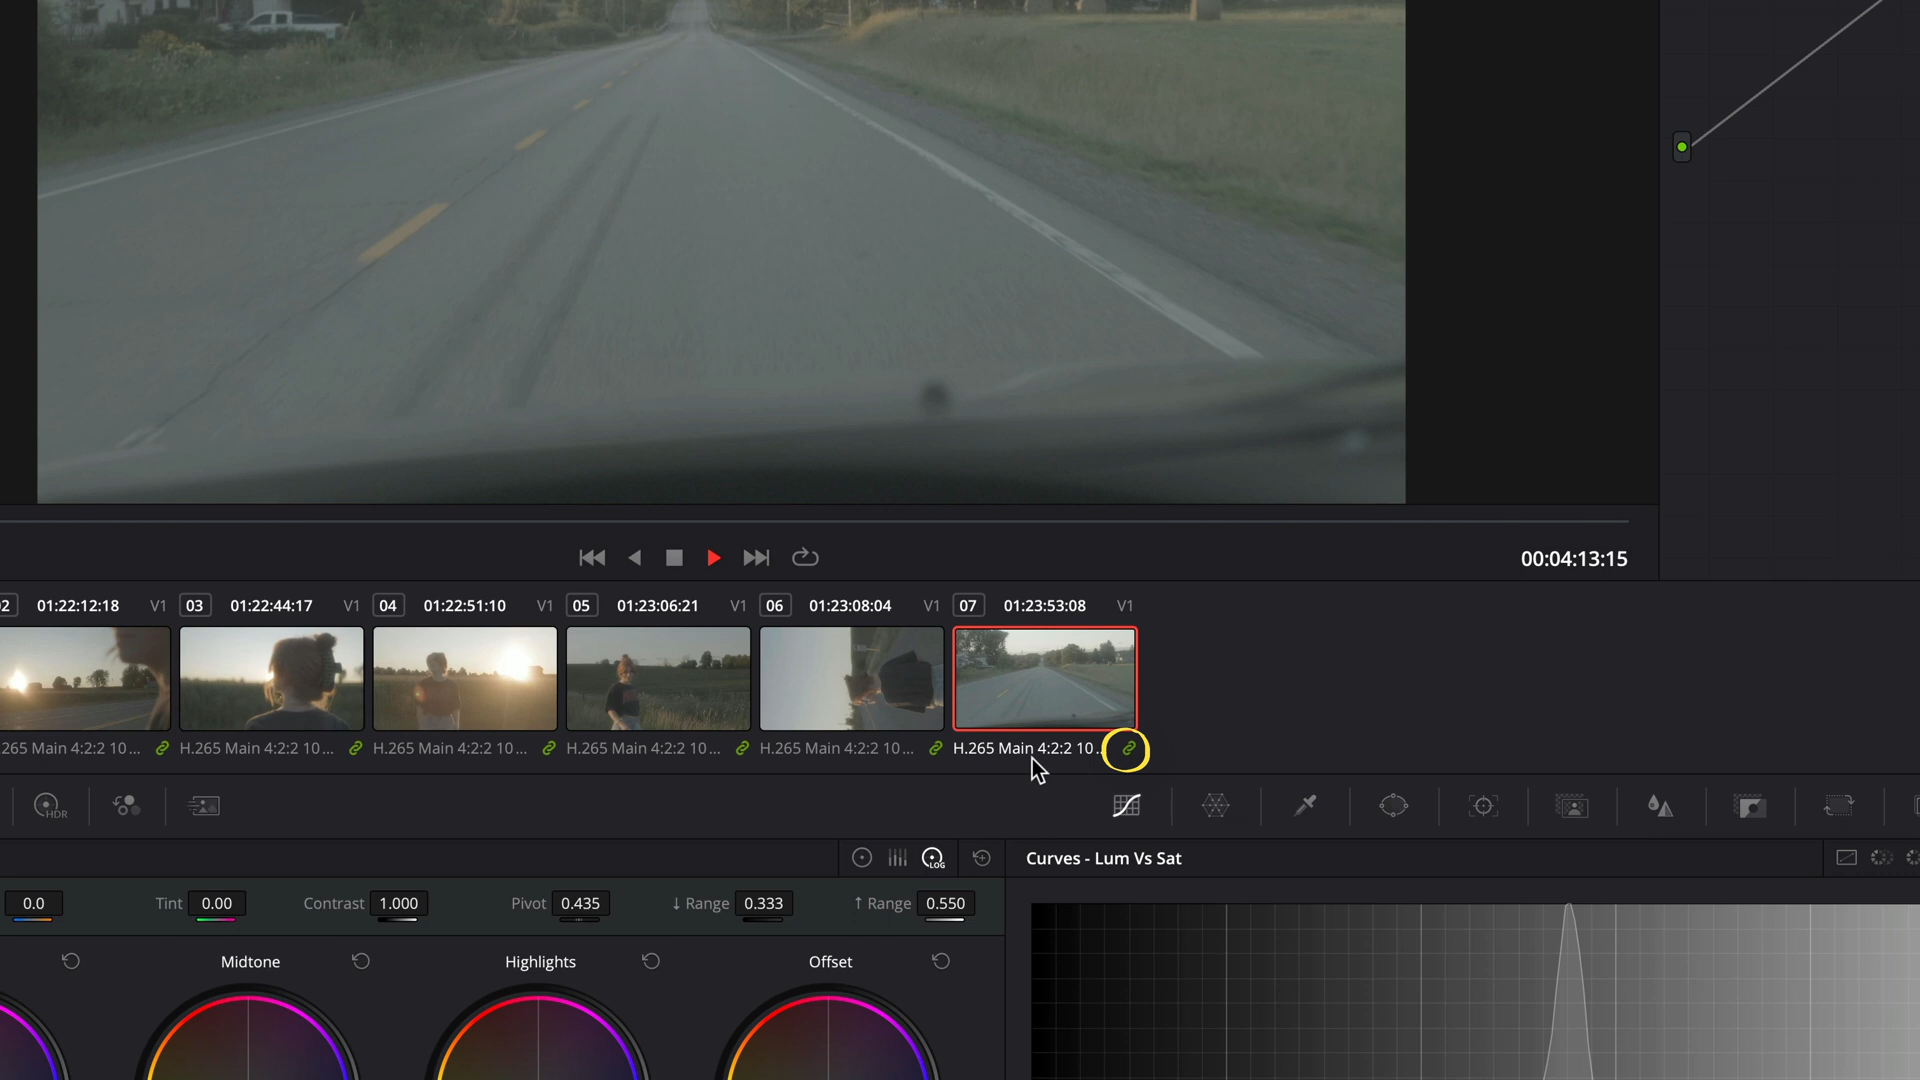 00:04:13:15
2 01:22:12:18 V1 03 01:22:44:17 V1 04 01:22:51:10 V1 05 01:23:06:21 V1 06 01:23:08:04 V1 07 01:23:53:08 V1
265 Main 4:2:2 10 ... H.265 Main 4:2:2 10 ... H.265 Main 4:2:2 10 ... H.265 Main 4:2:2 10 ... H.265 Main 4:2:2 10 ... H.265 Main 4:2:2 10 ..
HDR
LOG
Curves - Lum Vs Sat
0.0 Tint 0.00 Contrast 1.000 Pivot 0.435 ↓ Range 0.333 ↑ Range 0.550
Midtone Highlights Offset